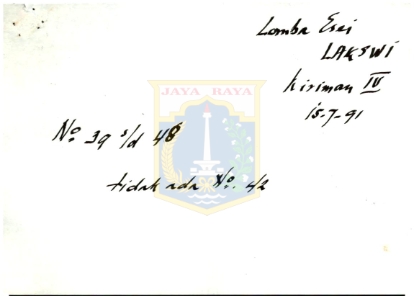 Lomba Esei
LAKSWI
kiriman IV
15-7-91
JAYA RAYA
No. 39 s/d 48
tidak ada No. 42